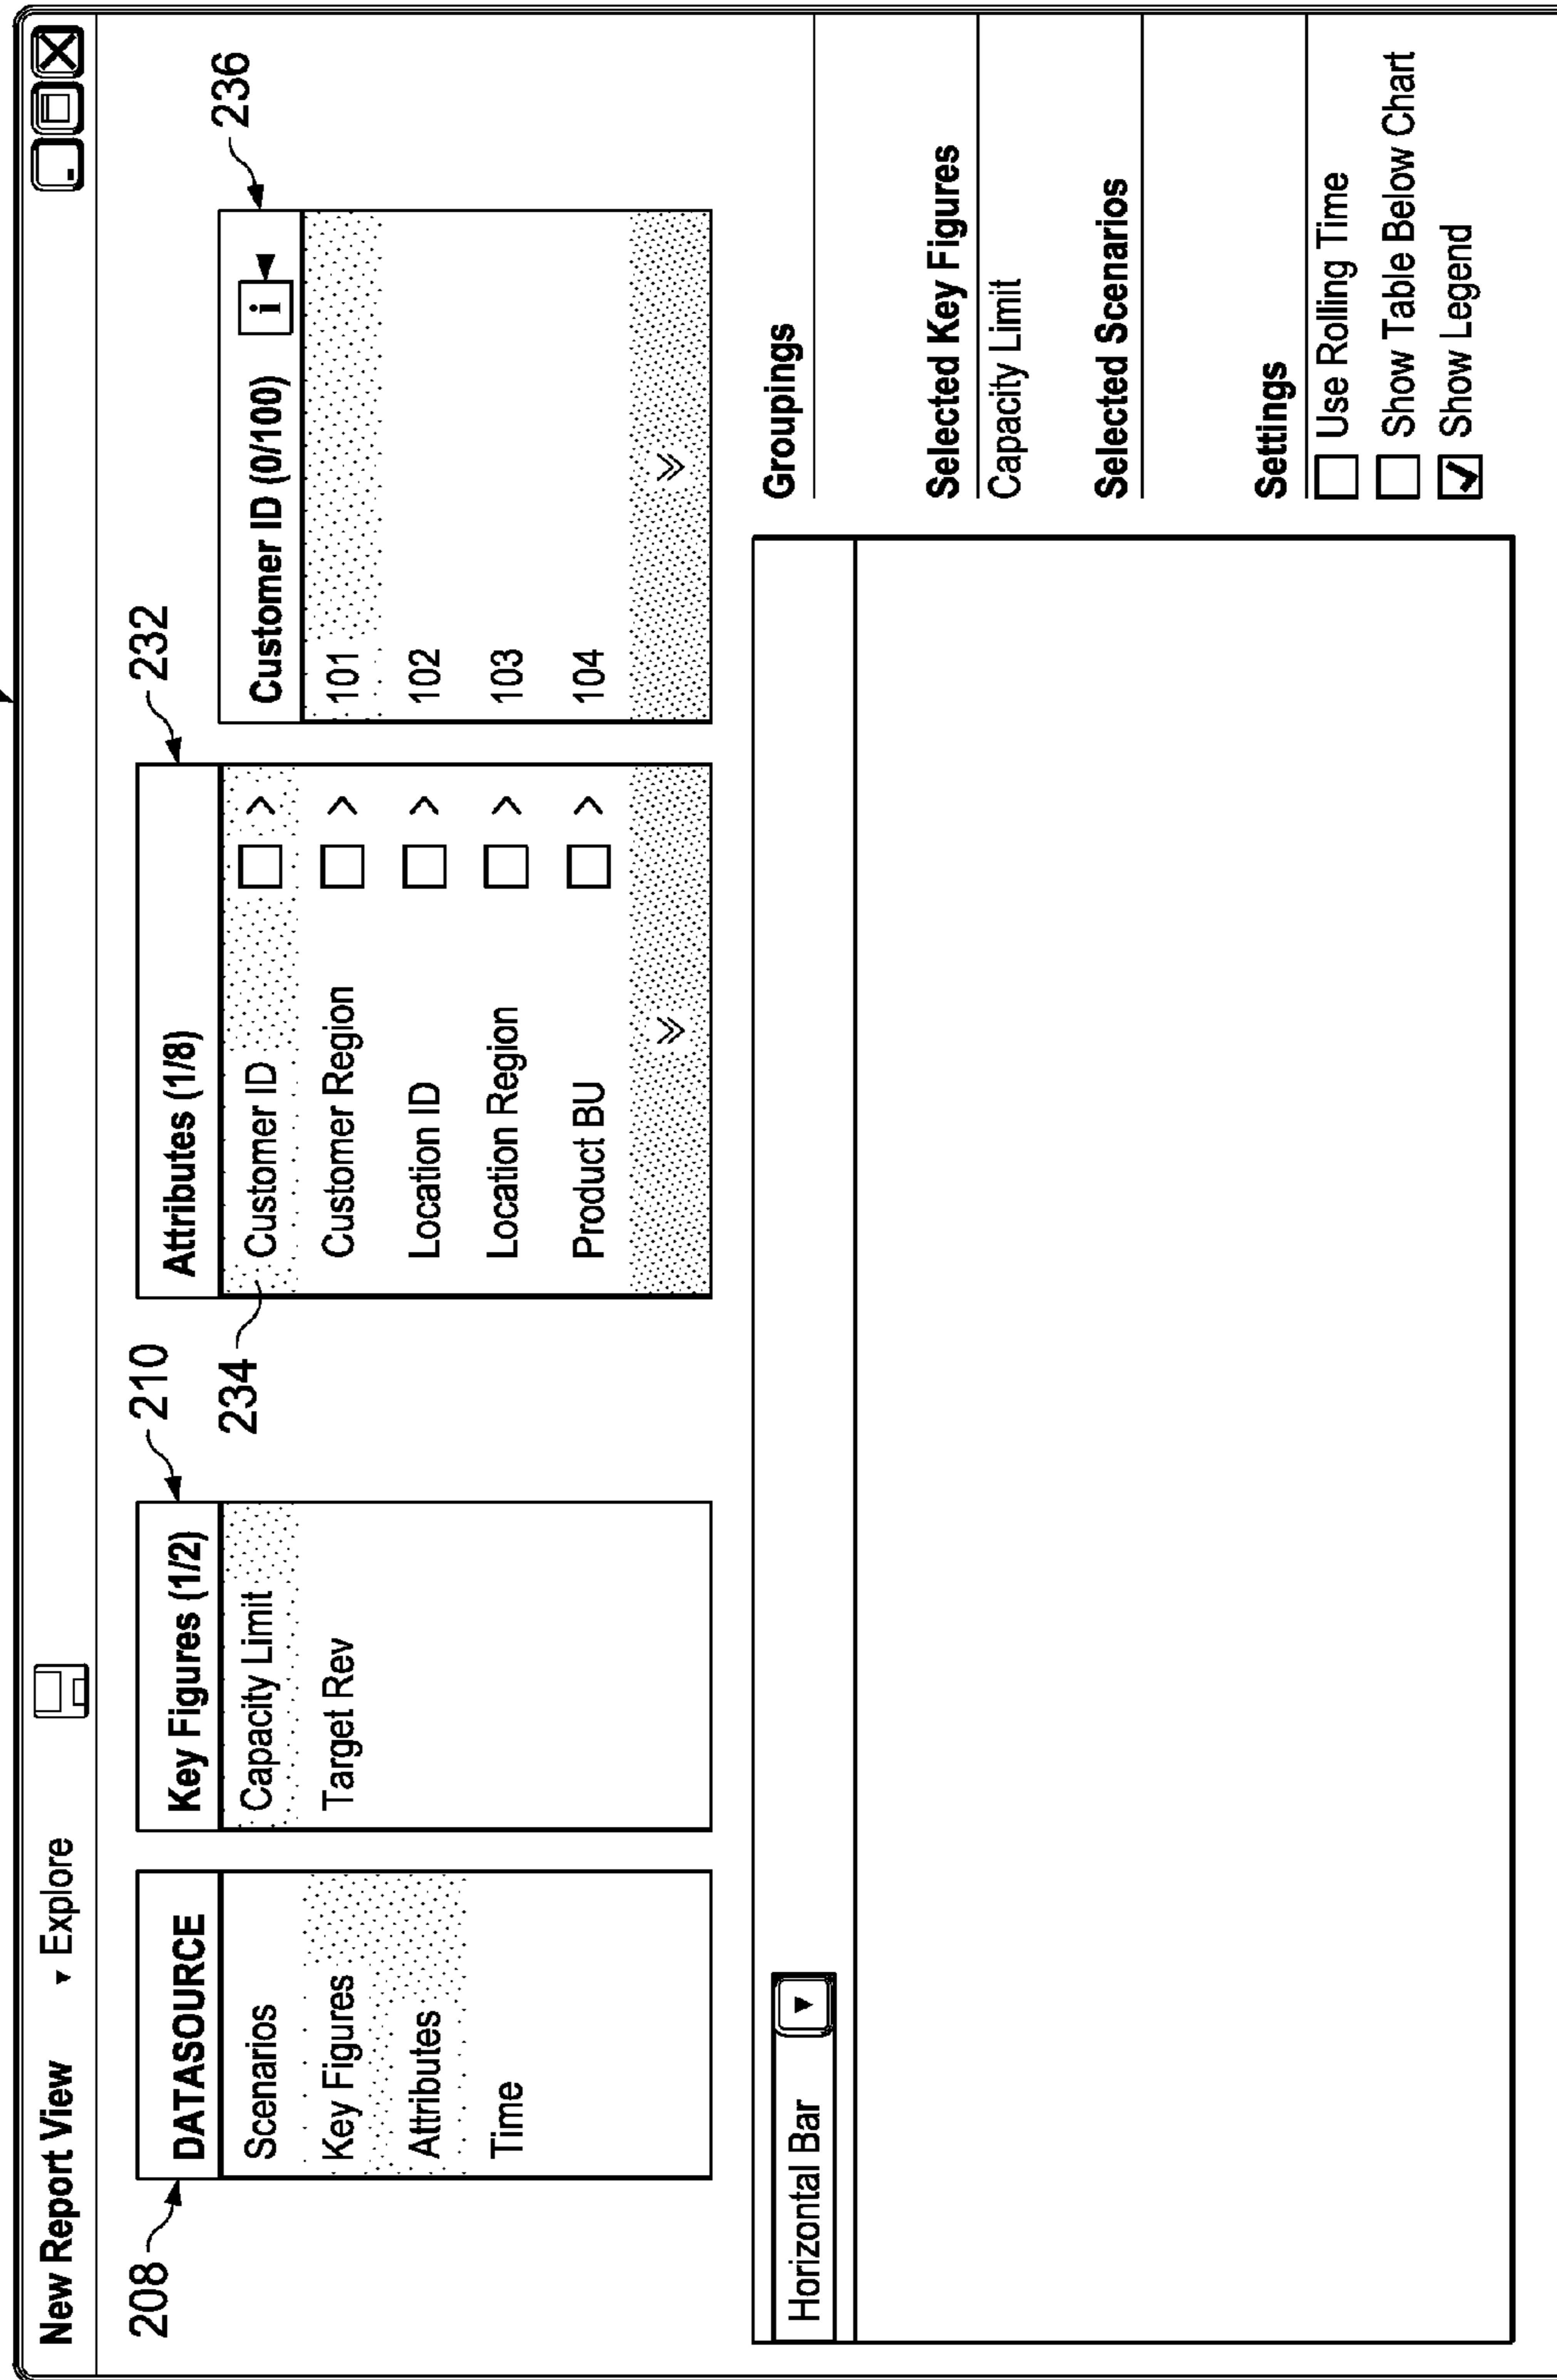 New Report View ▾ Explore
208
DATASOURCE
Scenarios
Key Figures
Attributes
Time
210
Key Figures (1/2)
Capacity Limit
Target Rev
232
234
Attributes (1/8)
Customer ID >
Customer Region >
Location ID >
Location Region >
Product BU >
236
Customer ID (0/100) i
101
102
103
104
Horizontal Bar ▾
Groupings
Selected Key Figures
Capacity Limit
Selected Scenarios
Settings
Use Rolling Time
Show Table Below Chart
Show Legend